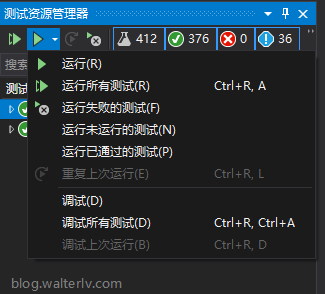 测试资源管理器
412 376 0 36
搜索
运行(R)
运行所有测试(R) Ctrl+R, A
测试
运行失败的测试(F)
运行未运行的测试(N)
运行已通过的测试(P)
重复上次运行(E) Ctrl+R, L
调试(D)
调试所有测试(D) Ctrl+R, Ctrl+A
调试上次运行(B) Ctrl+R, D
blog.walterlv.com